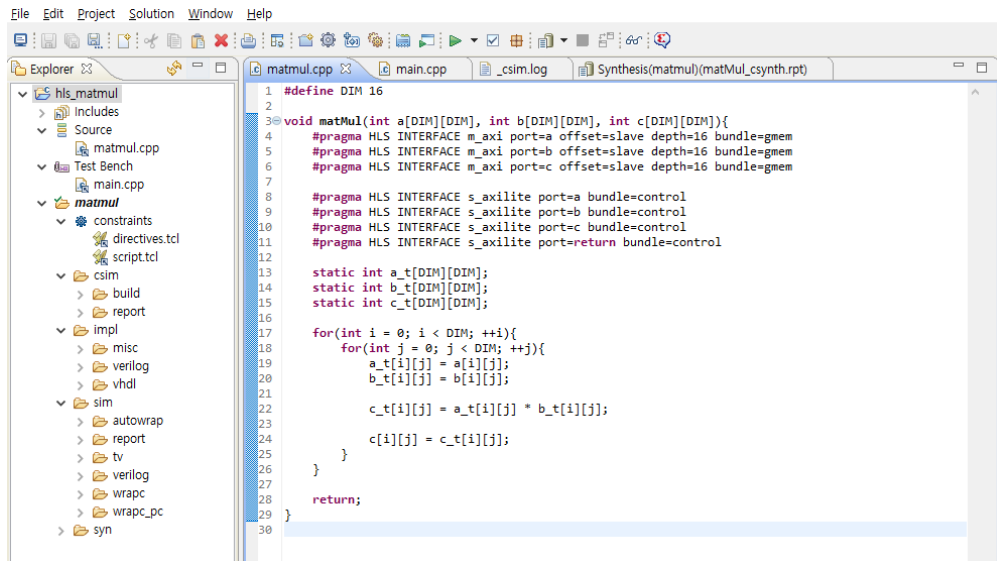 File Edit Project Solution Window Help
Explorer
hls_matmul
Includes
Source
matmul.cpp
Test Bench
main.cpp
matmul
constraints
directives.tcl
script.tcl
csim
build
report
impl
misc
verilog
vhdl
sim
autowrap
report
tv
verilog
wrapc
wrapc_pc
syn
matmul.cpp main.cpp _csim.log Synthesis(matmul)(matMul_csynth.rpt)
1 #define DIM 16
2
3 void matMul(int a[DIM][DIM], int b[DIM][DIM], int c[DIM][DIM]){
4 #pragma HLS INTERFACE m_axi port=a offset=slave depth=16 bundle=gmem
5 #pragma HLS INTERFACE m_axi port=b offset=slave depth=16 bundle=gmem
6 #pragma HLS INTERFACE m_axi port=c offset=slave depth=16 bundle=gmem
7
8 #pragma HLS INTERFACE s_axilite port=a bundle=control
9 #pragma HLS INTERFACE s_axilite port=b bundle=control
10 #pragma HLS INTERFACE s_axilite port=c bundle=control
11 #pragma HLS INTERFACE s_axilite port=return bundle=control
12
13 static int a_t[DIM][DIM];
14 static int b_t[DIM][DIM];
15 static int c_t[DIM][DIM];
16
17 for(int i = 0; i < DIM; ++i){
18 for(int j = 0; j < DIM; ++j){
19 a_t[i][j] = a[i][j];
20 b_t[i][j] = b[i][j];
21
22 c_t[i][j] = a_t[i][j] * b_t[i][j];
23
24 c[i][j] = c_t[i][j];
25 }
26 }
27
28 return;
29 }
30